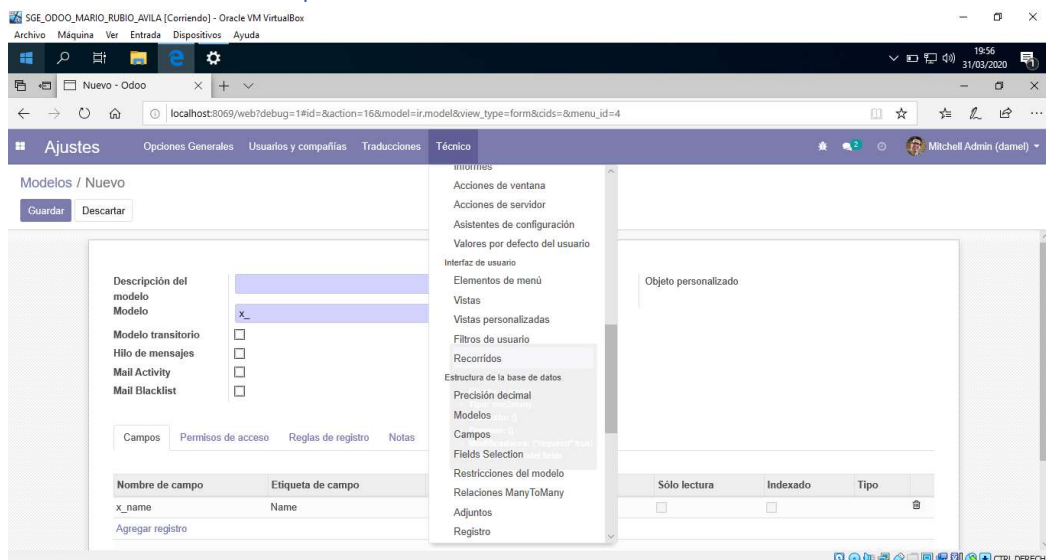 SGE_ODOO_MARIO_RUBIO_AVILA [Corriendo] - Oracle VM VirtualBox
Archivo Máquina Ver Entrada Dispositivos Ayuda
19:56
31/03/2020
Nuevo - Odoo
localhost:8069/web?debug=1#id=&action=16&model=ir.model&view_type=form&cids=&menu_id=4
Ajustes Opciones Generales Usuarios y compañías Traducciones Técnico 2 Mitchell Admin (damel)
Modelos / Nuevo
Guardar Descartar
Informes
Acciones de ventana
Acciones de servidor
Asistentes de configuración
Valores por defecto del usuario
Interfaz de usuario
Elementos de menú
Vistas
Vistas personalizadas
Filtros de usuario
Recorridos
Estructura de la base de datos
Precisión decimal
Modelos
Campos
Fields Selection
Restricciones del modelo
Relaciones ManyToMany
Adjuntos
Registro
Descripción del modelo
Modelo x_
Modelo transitorio
Hilo de mensajes
Mail Activity
Mail Blacklist
Objeto personalizado
Campos Permisos de acceso Reglas de registro Notas
Nombre de campo Etiqueta de campo Sólo lectura Indexado Tipo
x_name Name
Agregar registro
CTRL DERECH